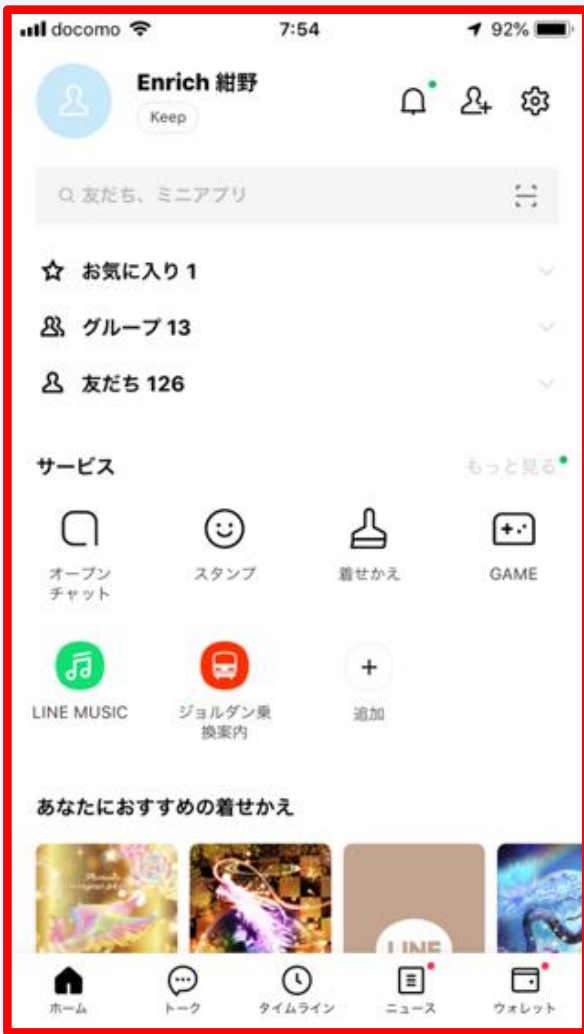 docomo 7:54 92%
Enrich 紺野
Keep
友だち、ミニアプリ
お気に入り 1
グループ 13
友だち 126
サービス もっと見る
オープン
チャット
スタンプ
着せかえ
GAME
LINE MUSIC
ジョルダン乗
換案内
追加
あなたにおすすめの着せかえ
LINE
ホーム トーク タイムライン ニュース ウォレット